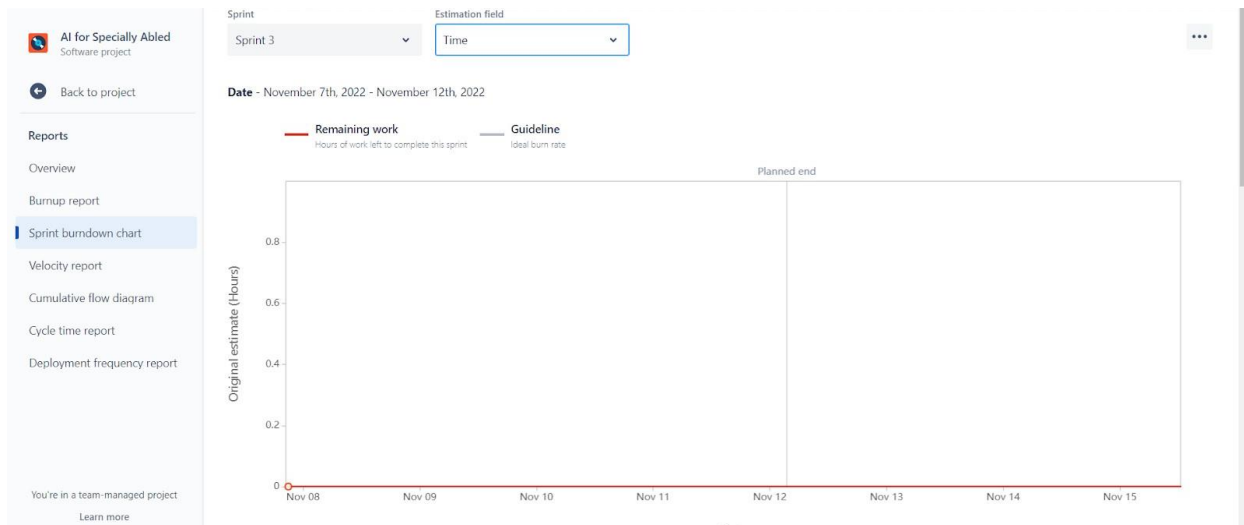 Sprint
Estimation field
AI for Specially Abled
Software project
Sprint 3
Time
Back to project
Date - November 7th, 2022 - November 12th, 2022
Reports
Remaining work
Hours of work left to complete this sprint
Guideline
Ideal burn rate
Overview
Burnup report
Sprint burndown chart
Velocity report
Cumulative flow diagram
Cycle time report
Deployment frequency report
You're in a team-managed project
Learn more
Planned end
Original estimate (Hours)
0.8
0.6
0.4
0.2
0
Nov 08 Nov 09 Nov 10 Nov 11 Nov 12 Nov 13 Nov 14 Nov 15